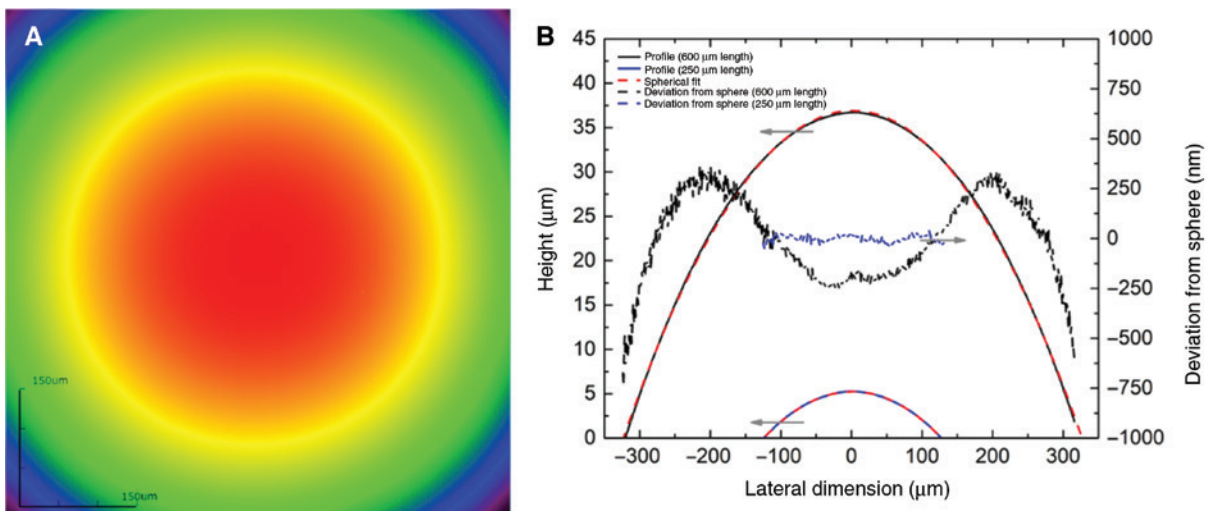 A
150um
150um
B
Profile (600 μm length)
Profile (250 μm length)
Spherical fit
Deviation from sphere (600 μm length)
Deviation from sphere (250 μm length)
Height (μm)
45
40
35
30
25
20
15
10
5
0
1000
750
500
250
0
−250
−500
−750
−1000
Deviation from sphere (nm)
−300 −200 −100 0 100 200 300
Lateral dimension (μm)